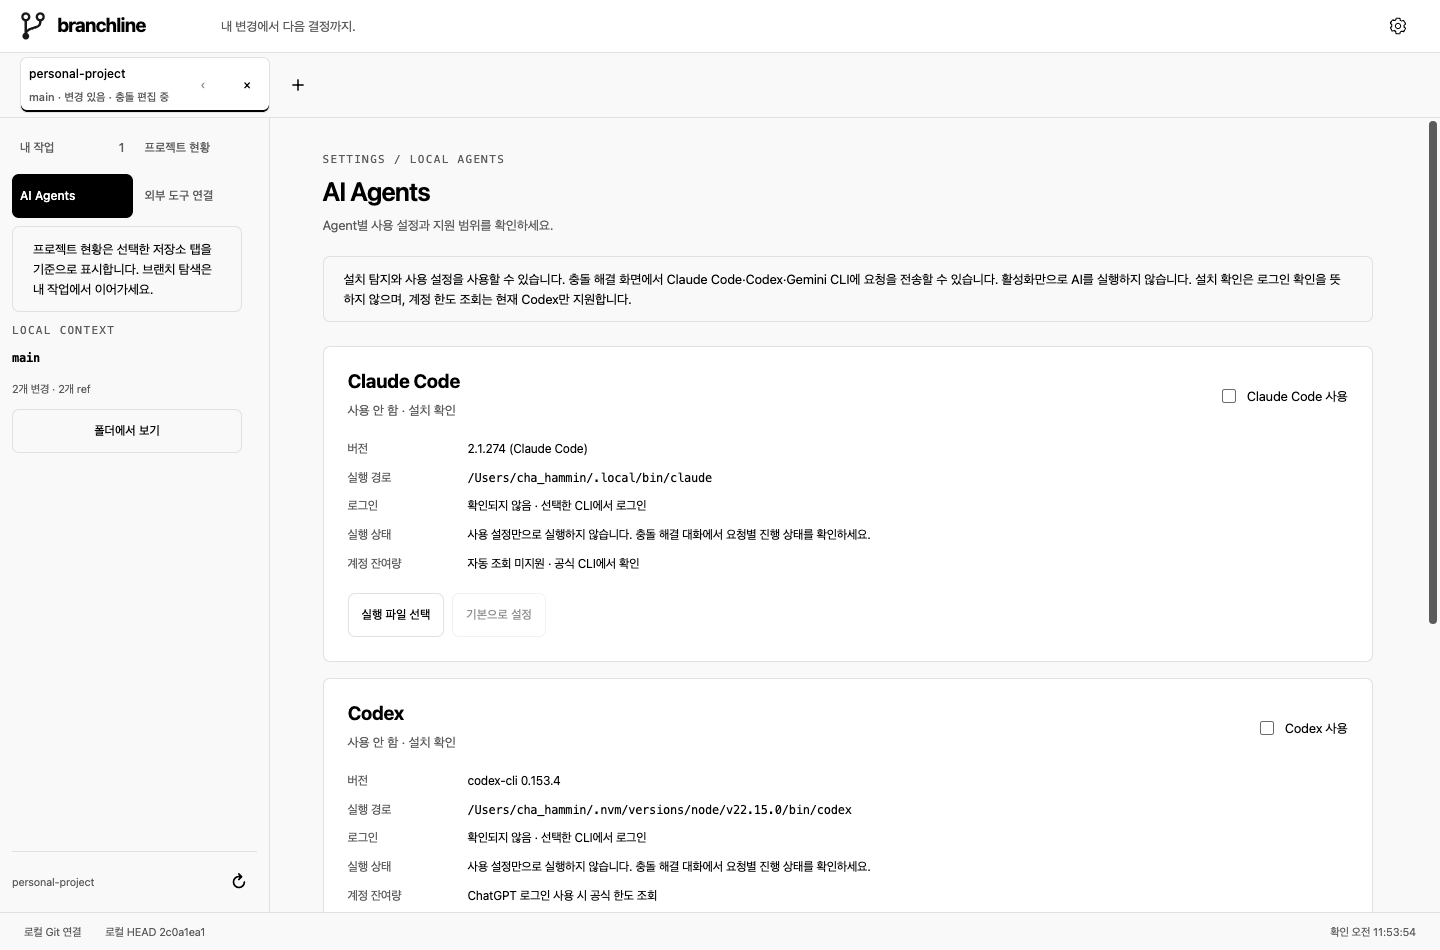 branchline
내 변경에서 다음 결정까지.
personal-project
main · 변경 있음 · 충돌 편집 중
내 작업 1 프로젝트 현황
AI Agents 외부 도구 연결
프로젝트 현황은 선택한 저장소 탭을
기준으로 표시합니다. 브랜치 탐색은
내 작업에서 이어가세요.
LOCAL CONTEXT
main
2개 변경 · 2개 ref
폴더에서 보기
personal-project
SETTINGS / LOCAL AGENTS
AI Agents
Agent별 사용 설정과 지원 범위를 확인하세요.
설치 탐지와 사용 설정을 사용할 수 있습니다. 충돌 해결 화면에서 Claude Code·Codex·Gemini CLI에 요청을 전송할 수 있습니다. 활성화만으로 AI를 실행하지 않습니다. 설치 확인은 로그인 확인을 뜻
하지 않으며, 계정 한도 조회는 현재 Codex만 지원합니다.
Claude Code
사용 안 함 · 설치 확인
Claude Code 사용
버전 2.1.274 (Claude Code)
실행 경로 /Users/cha_hammin/.local/bin/claude
로그인 확인되지 않음 · 선택한 CLI에서 로그인
실행 상태 사용 설정만으로 실행하지 않습니다. 충돌 해결 대화에서 요청별 진행 상태를 확인하세요.
계정 잔여량 자동 조회 미지원 · 공식 CLI에서 확인
실행 파일 선택 기본으로 설정
Codex
사용 안 함 · 설치 확인
Codex 사용
버전 codex-cli 0.153.4
실행 경로 /Users/cha_hammin/.nvm/versions/node/v22.15.0/bin/codex
로그인 확인되지 않음 · 선택한 CLI에서 로그인
실행 상태 사용 설정만으로 실행하지 않습니다. 충돌 해결 대화에서 요청별 진행 상태를 확인하세요.
계정 잔여량 ChatGPT 로그인 사용 시 공식 한도 조회
로컬 Git 연결 로컬 HEAD 2c0a1ea1 확인 오전 11:53:54